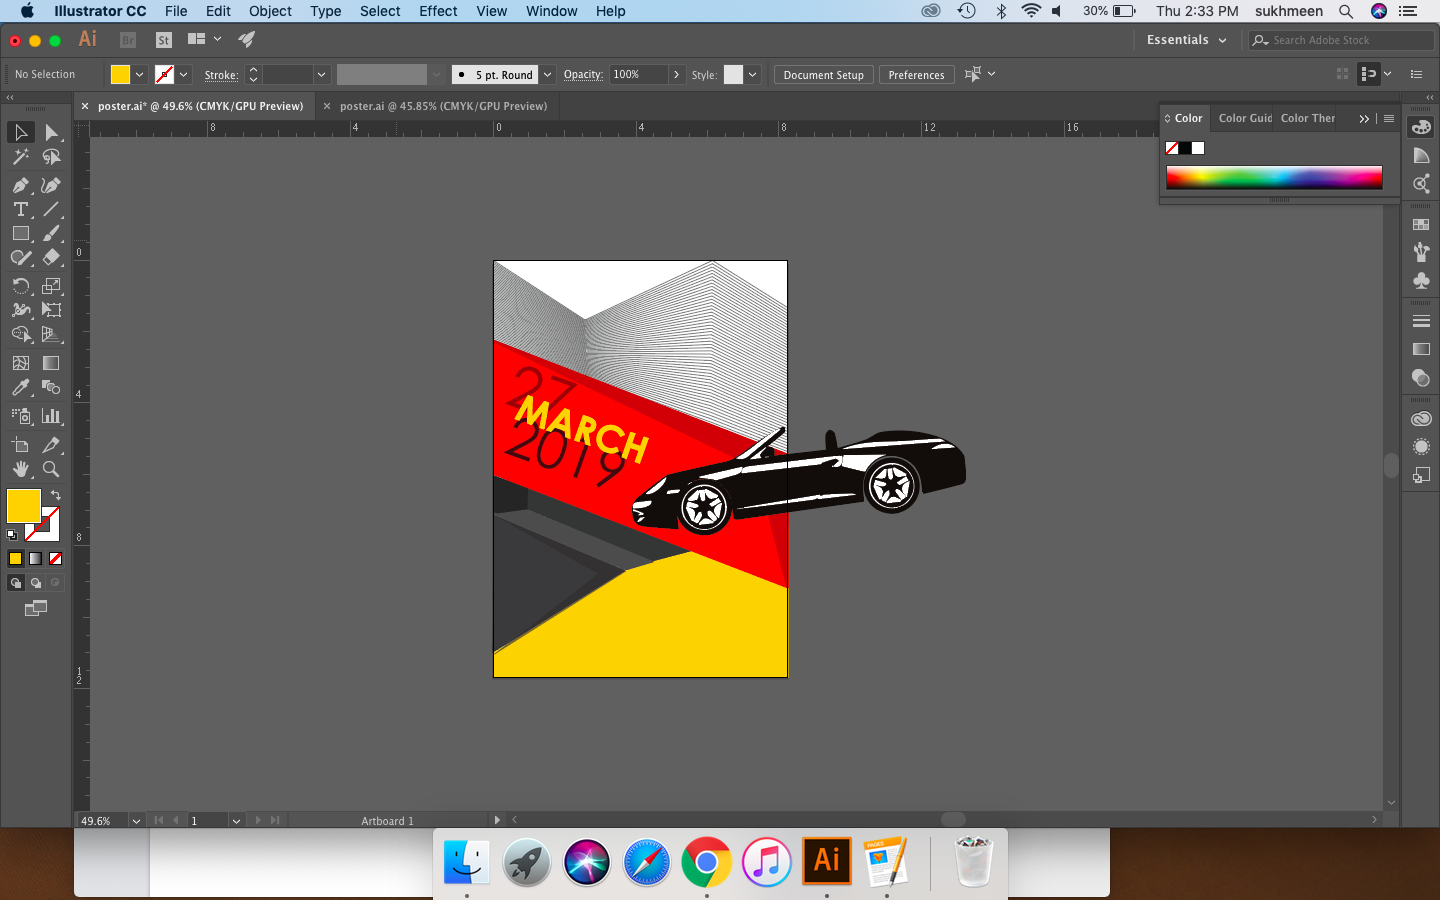 Illustrator CC File Edit Object Type Select Effect View Window Help 30% Thu 2:33 PM sukhmeen
Ai Br St Essentials Search Adobe Stock
No Selection Stroke: 5 pt. Round Opacity: 100% Style: Document Setup Preferences
× poster.ai* @ 49.6% (CMYK/GPU Preview) × poster.ai @ 45.85% (CMYK/GPU Preview)
8 4 0 4 8 12 16
Color Color Guid Color Ther
0
4
8
1
2
27
MARCH
2019
49.6% 1 Artboard 1
PAGES
Ai